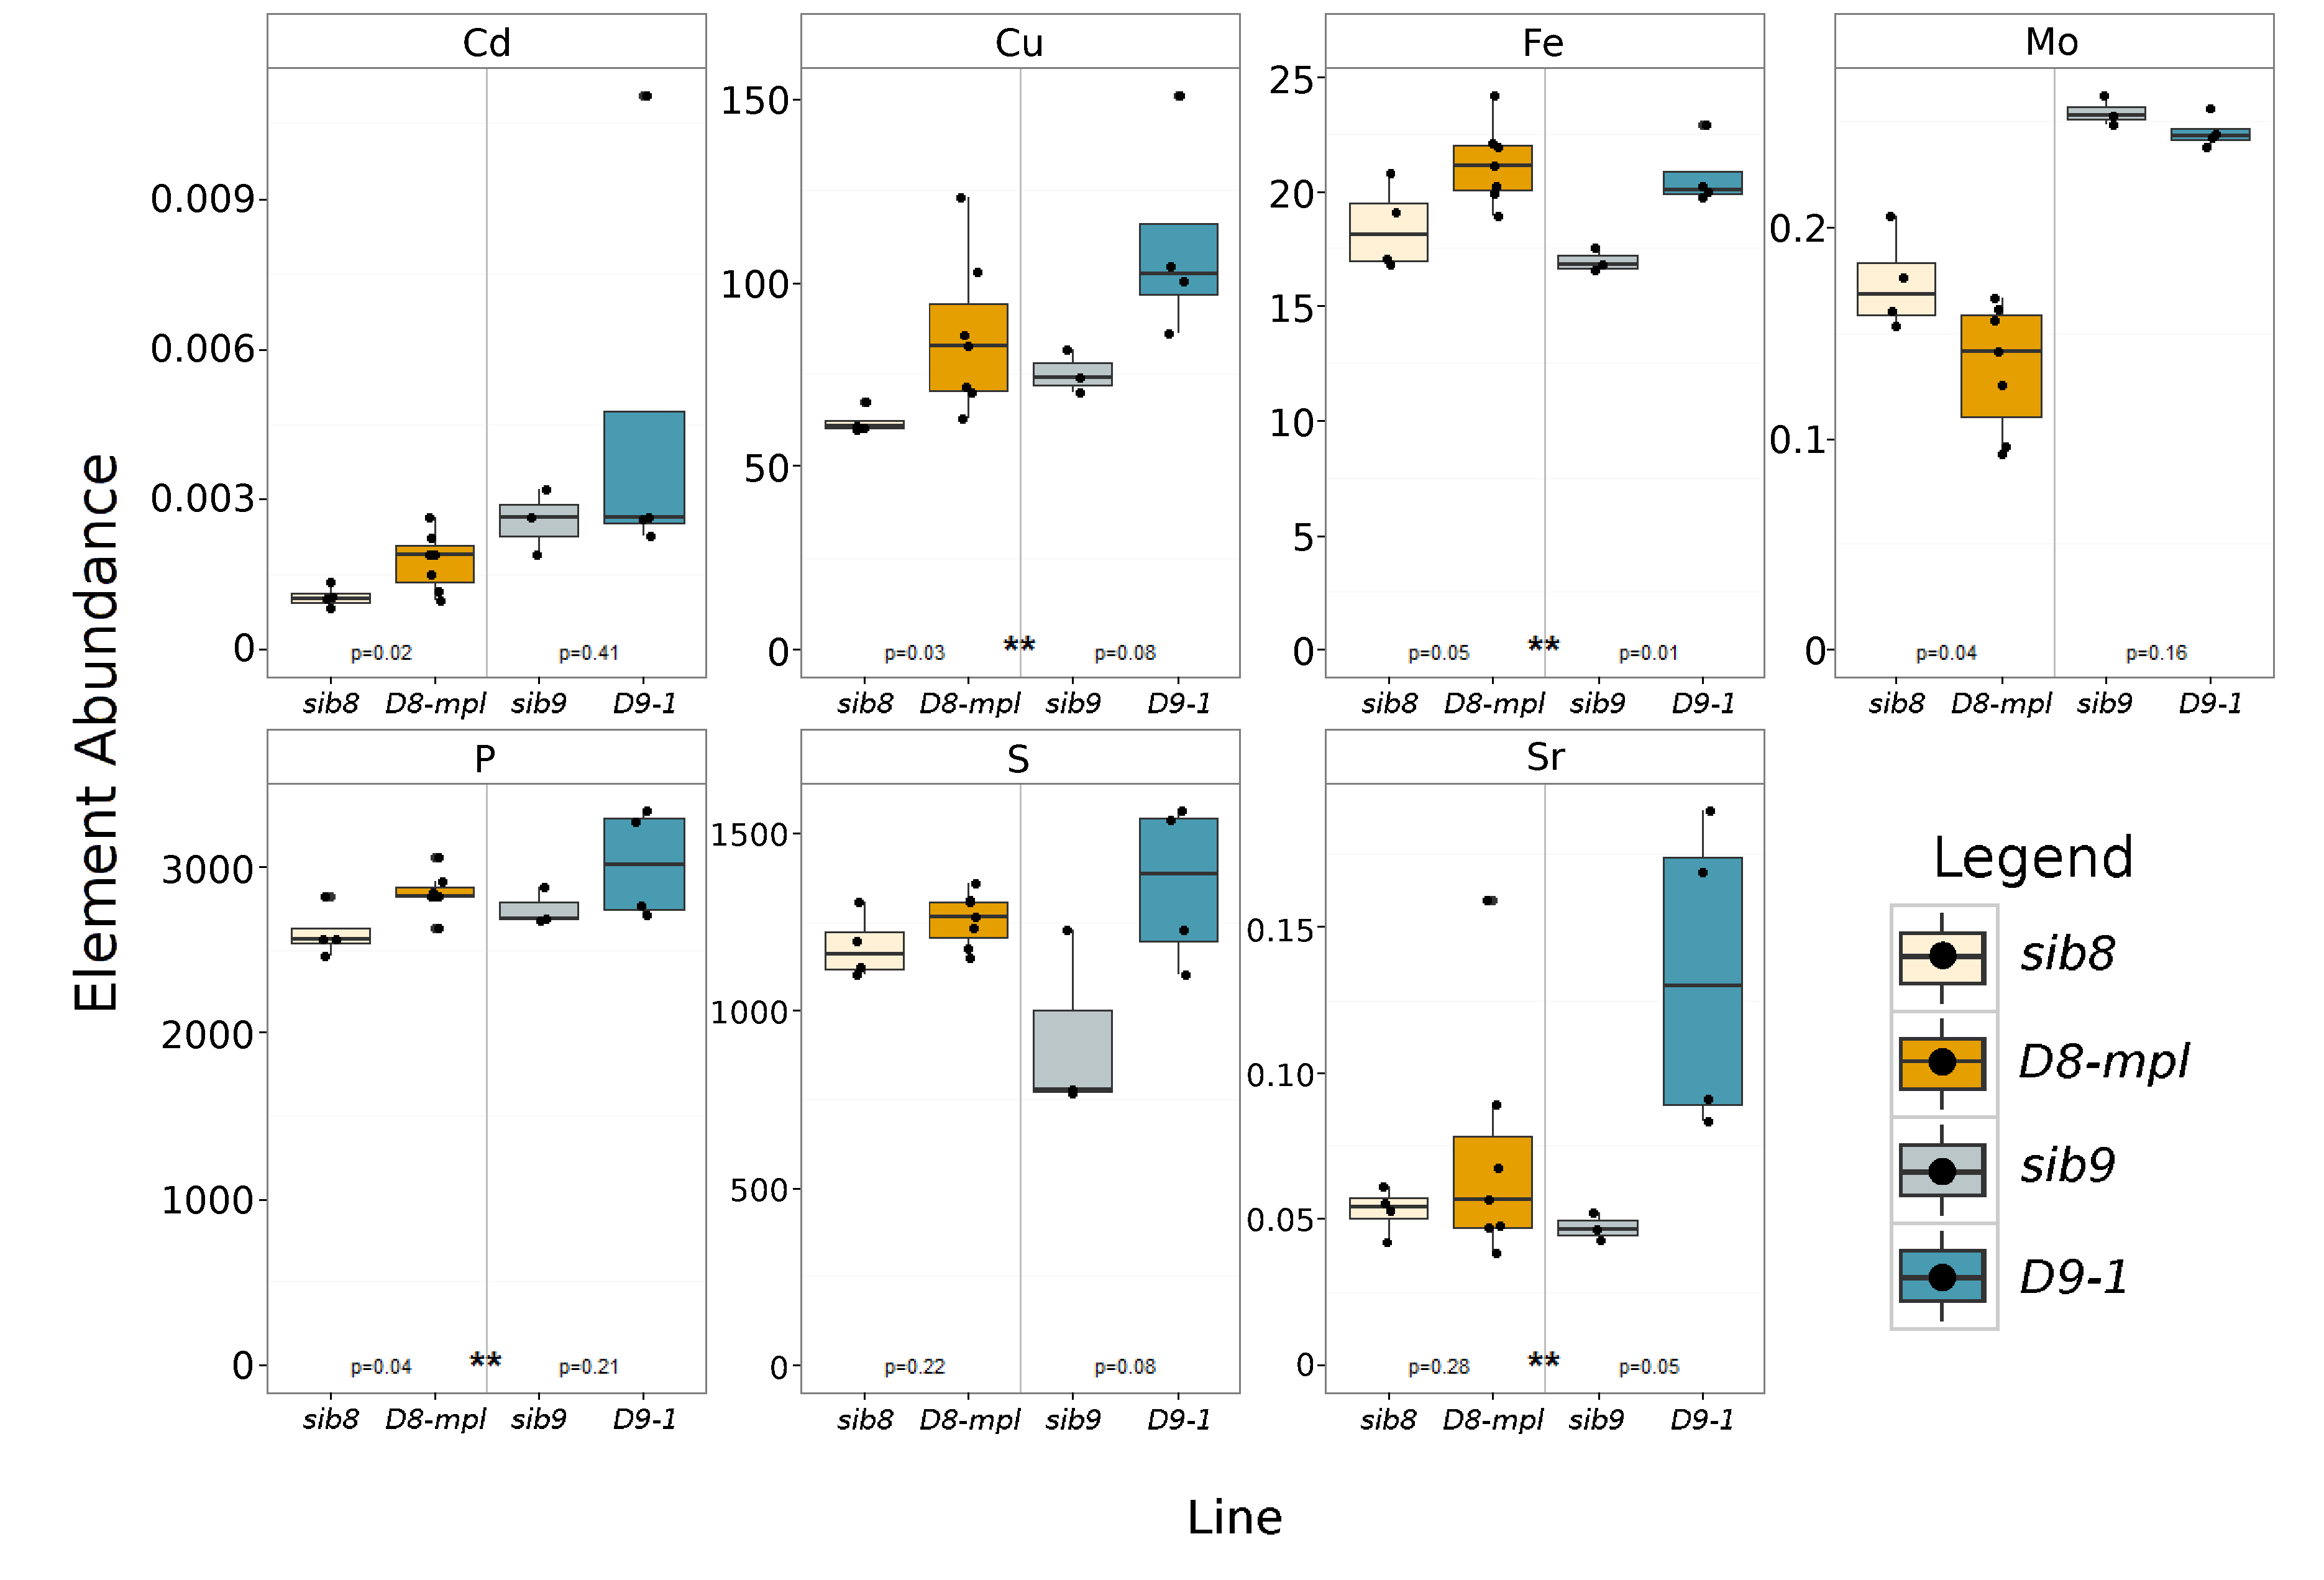 Cd
Cu
Fe
Mo
0.009
0.006
0.003
0
150
100
50
0
25
20
15
10
5
0
0.2
0.1
0
p=0.02
p=0.41
p=0.03
**
p=0.08
p=0.05
**
p=0.01
p=0.04
p=0.16
sib8
D8-mpl
sib9
D9-1
sib8
D8-mpl
sib9
D9-1
sib8
D8-mpl
sib9
D9-1
sib8
D8-mpl
sib9
D9-1
Element Abundance
P
S
Sr
3000
2000
1000
0
1500
1000
500
0
0.15
0.10
0.05
0
p=0.04
**
p=0.21
p=0.22
p=0.08
p=0.28
**
p=0.05
sib8
D8-mpl
sib9
D9-1
sib8
D8-mpl
sib9
D9-1
sib8
D8-mpl
sib9
D9-1
Legend
sib8
D8-mpl
sib9
D9-1
Line